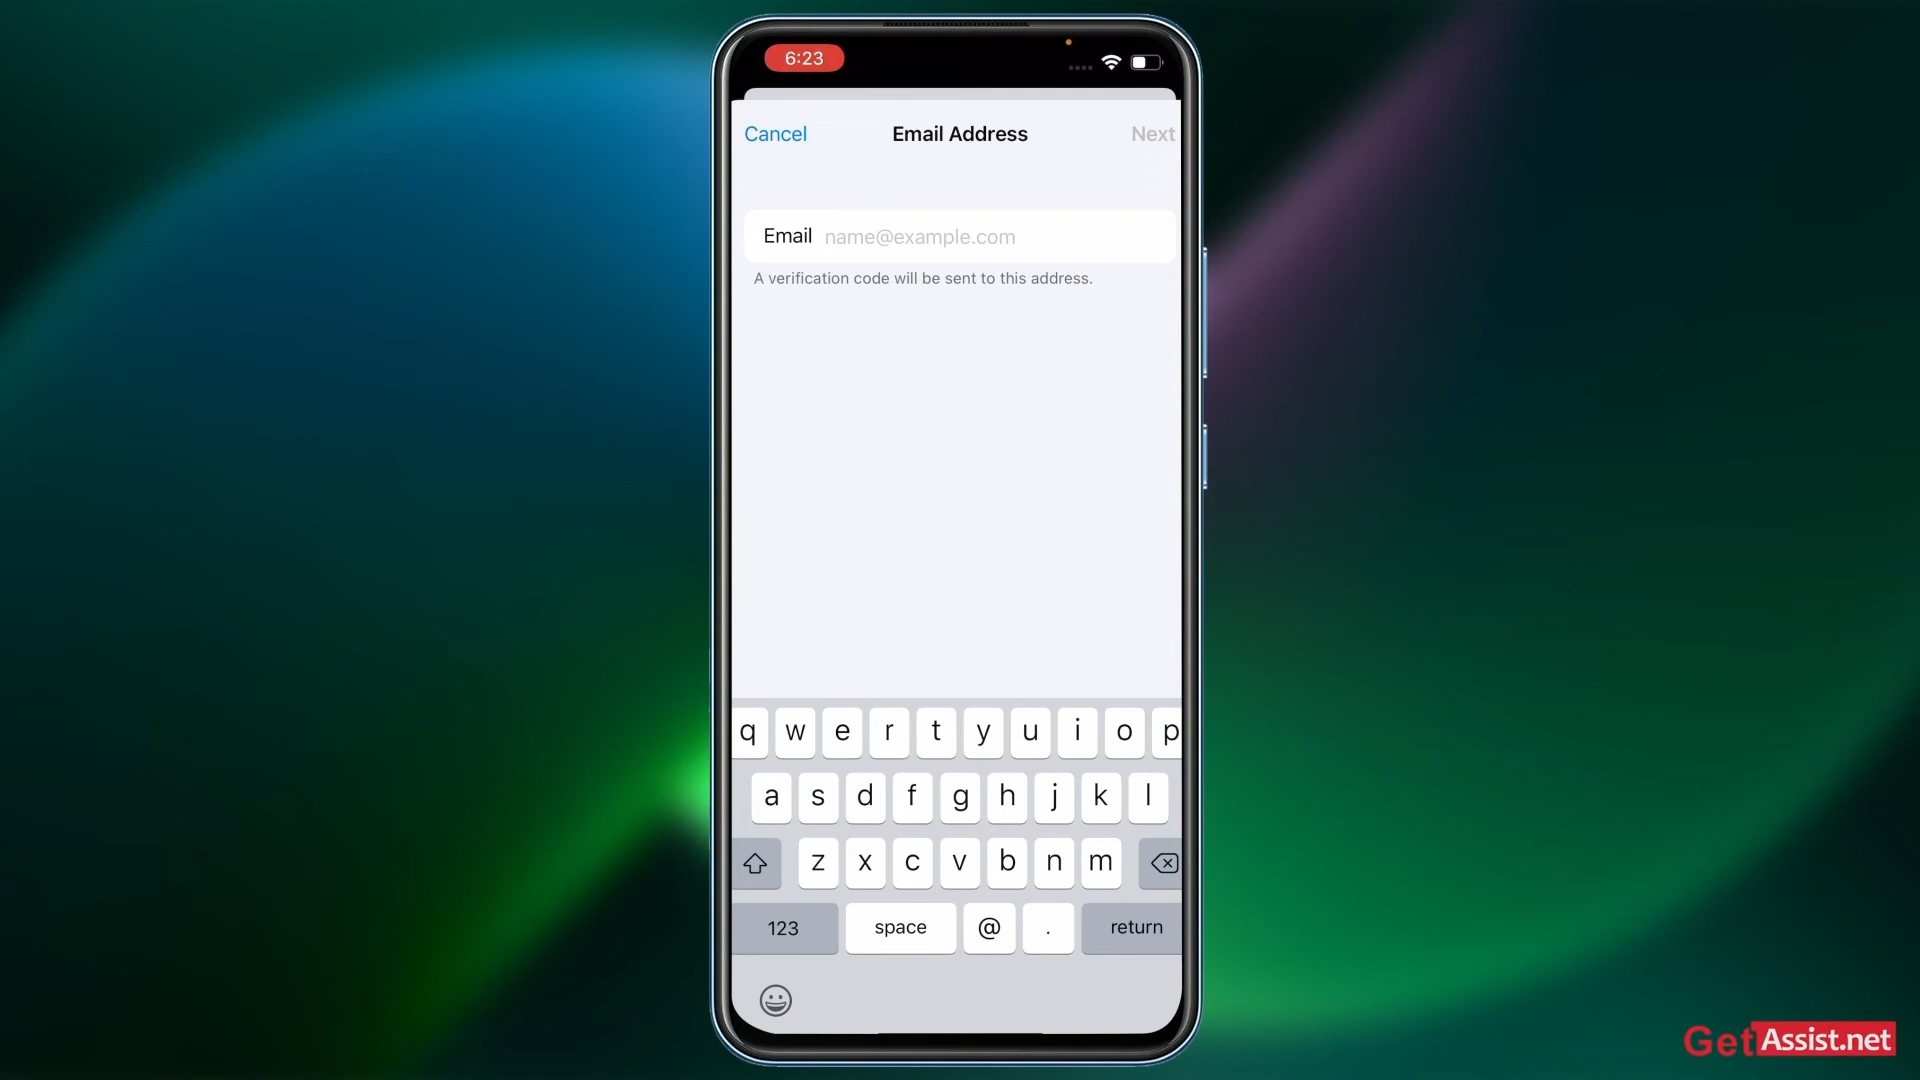 6:23
Cancel Email Address Next
Email name@example.com
A verification code will be sent to this address.
q w e r t y u i o p
a s d f g h j k l
z x c v b n m
123 space @ . return
GetAssist.net